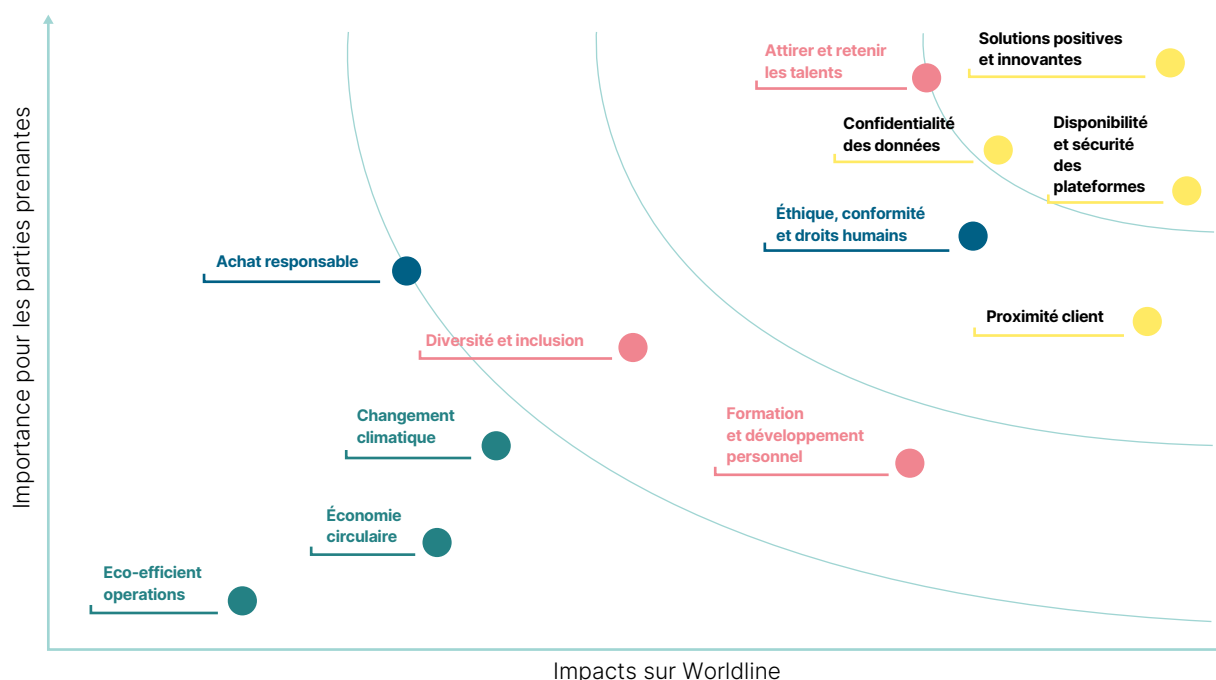 Importance pour les parties prenantes
Attirer et retenir
les talents
Solutions positives
et innovantes
Confidentialité
des données
Disponibilité
et sécurité
des
plateformes
Éthique, conformité
et droits humains
Achat responsable
Proximité client
Diversité et inclusion
Changement
climatique
Formation
et développement
personnel
Économie
circulaire
Eco-efficient
operations
Impacts sur Worldline